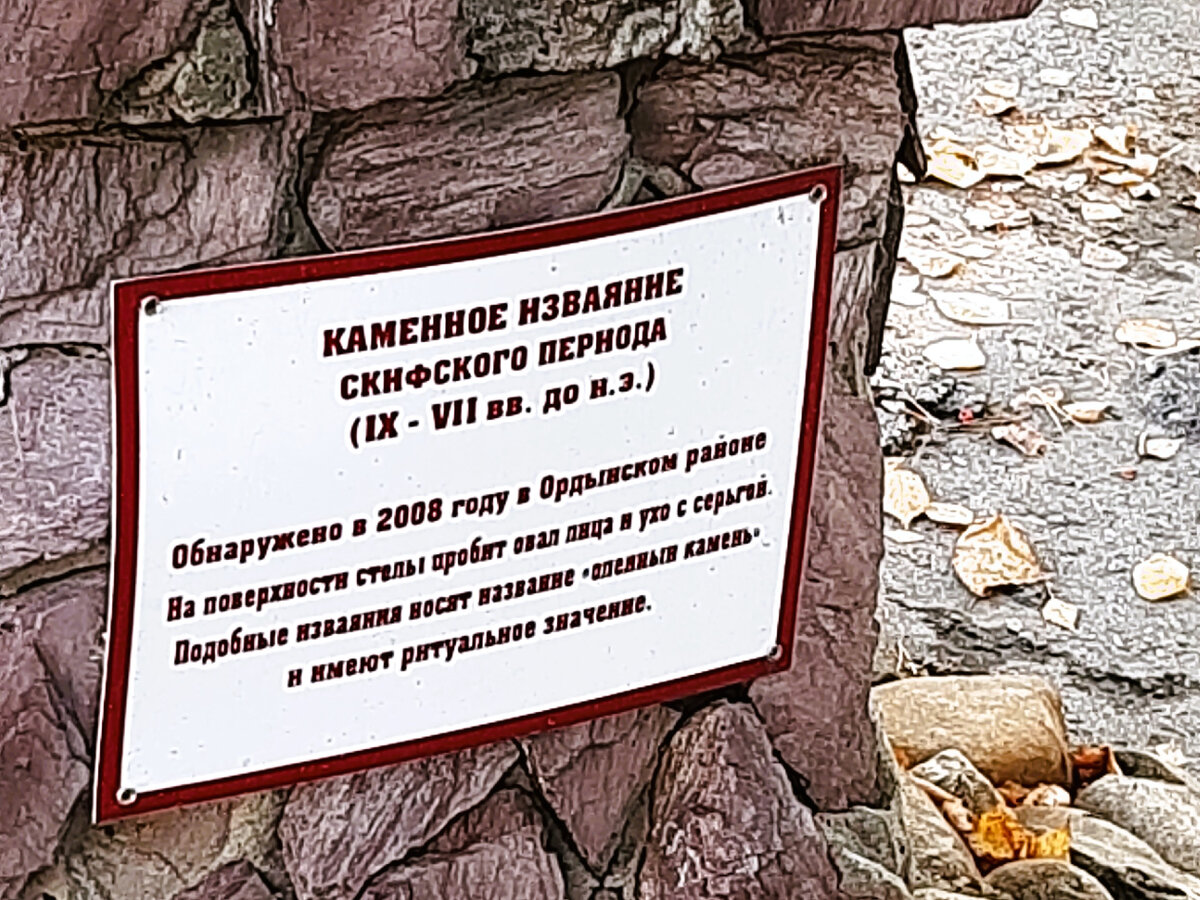 КАМЕННОЕ ИЗВАЯНИЕ
СКИФСКОГО ПЕРИОДА
(IX - VII вв. до н.э.)
Обнаружено в 2008 году в Ордынском районе
На поверхности стелы пробит овал лица и ухо с серьгой.
Подобные изваяния носят название «оленный камень»
и имеют ритуальное значение.